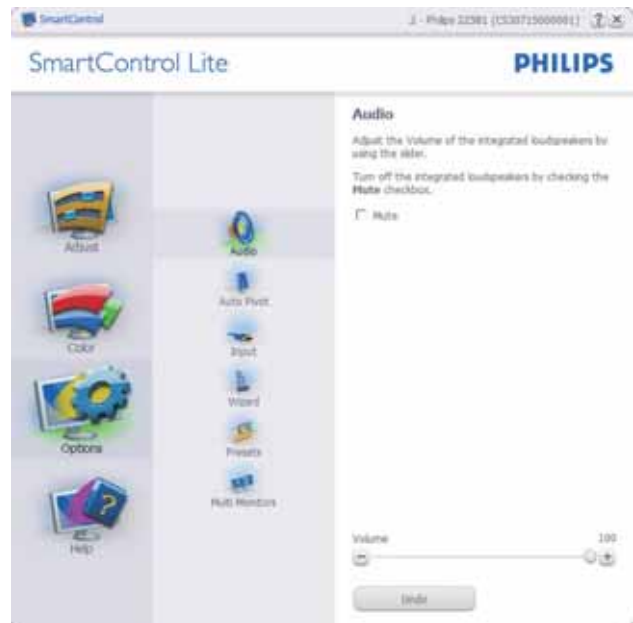 SmartControl
SmartControl Lite
PHILIPS
Adjust
Color
Options
Help
Audio
Auto Pivot
Input
Wizard
Presets
Multi Monitors
Audio
Adjust the Volume of the integrated loudspeakers by
using the slider.
Turn off the integrated loudspeakers by checking the
Mute checkbox.
Mute
Volume 100
Undo